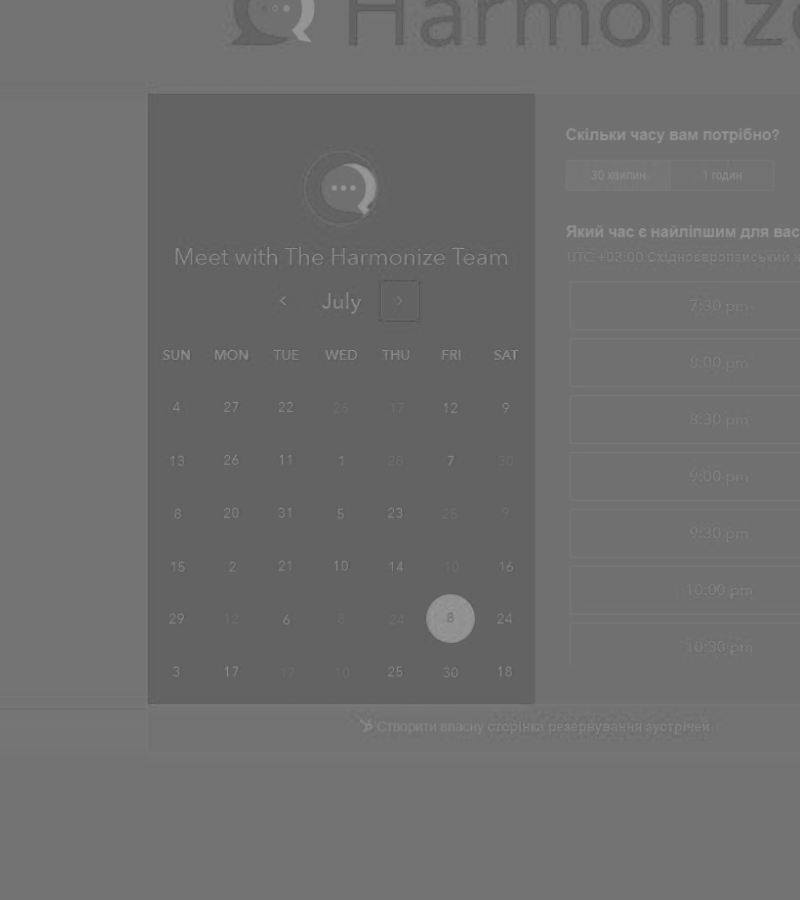 Harmonize
Meet with The Harmonize Team
July
SUN MON TUE WED THU FRI SAT
4 27 22 26 17 12 9
13 26 11 1 28 7 30
8 20 31 5 23 9
15 2 21 10 14 10 16
29 12 6 8 24 8 24
3 17 17 10 25 30 18
Скільки часу вам потрібно?
30 хвилин 1 годин
Який час є найліпшим для вас
UTC +03:00 Східноєвропейський ч
7:30 pm
8:00 pm
8:30 pm
9:00 pm
9:30 pm
10:00 pm
10:30 pm
Створити власну сторінка резервування зустрічей